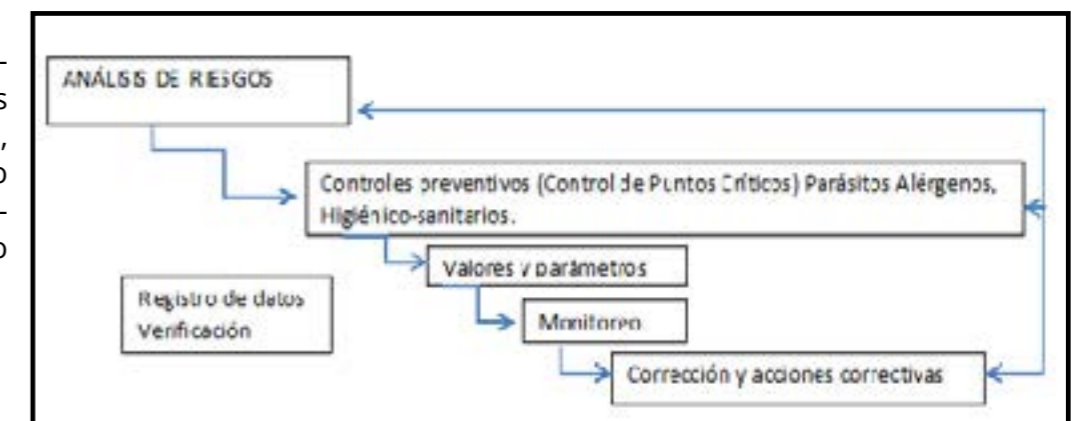 ANÁLISIS DE RIESGOS
Controles preventivos (Control de Puntos Críticos) Parásitos Alérgenos,
Higiénico-sanitarios.
Valores y parámetros
Registro de datos
Verificación
Monitoreo
Corrección y acciones correctivas